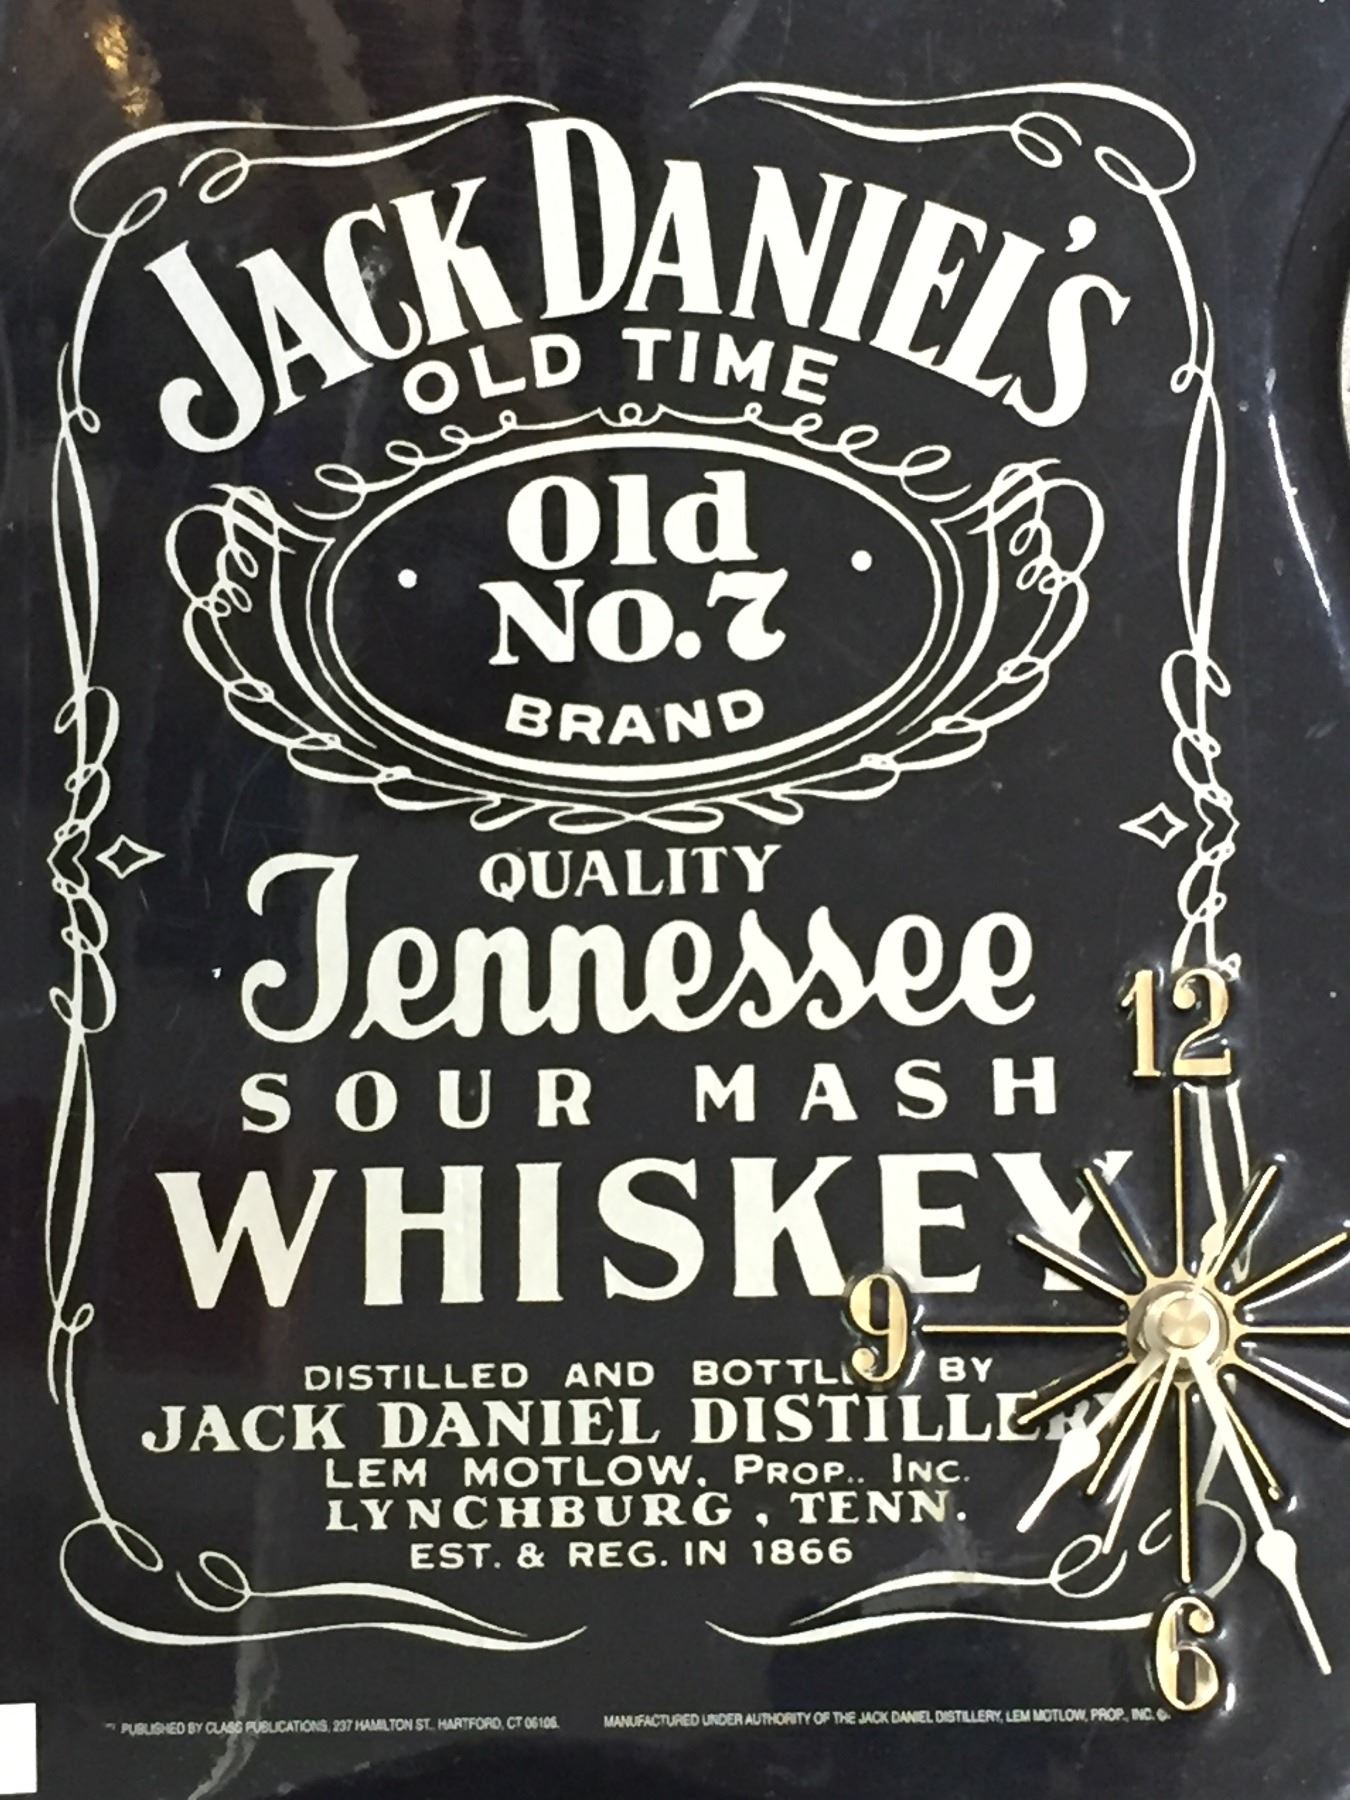 JACK DANIEL'S
OLD TIME
Old
No. 7
BRAND
QUALITY
Tennessee
SOUR MASH
WHISKEY
12
9
DISTILLED AND BOTTLED BY
JACK DANIEL DISTILLERY
LEM MOTLOW, PROP., INC.
LYNCHBURG, TENN.
EST. & REG. IN 1866
6
PUBLISHED BY CLASS PUBLICATIONS, 237 HAMILTON ST., HARTFORD, CT 06106. MANUFACTURED UNDER AUTHORITY OF THE JACK DANIEL DISTILLERY, LEM MOTLOW, PROP., INC. ©